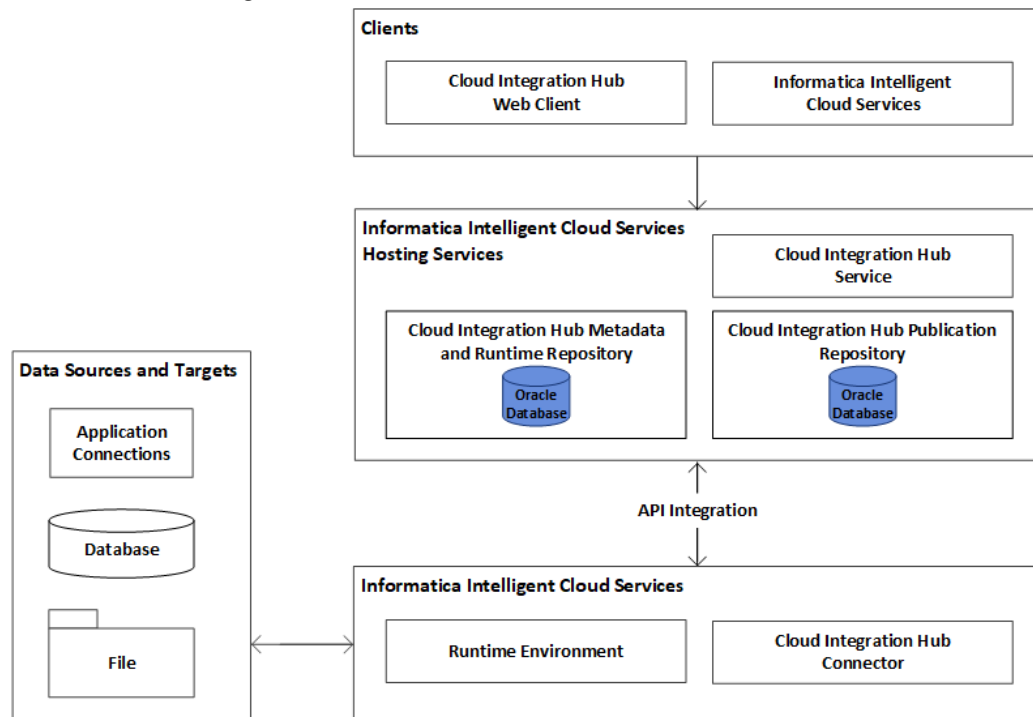 Clients
Cloud Integration Hub
Web Client
Informatica Intelligent
Cloud Services
Informatica Intelligent Cloud Services
Hosting Services
Cloud Integration Hub
Service
Cloud Integration Hub Metadata
and Runtime Repository
Oracle
Database
Cloud Integration Hub Publication
Repository
Oracle
Database
Data Sources and Targets
Application
Connections
Database
File
API Integration
Informatica Intelligent Cloud Services
Runtime Environment
Cloud Integration Hub
Connector